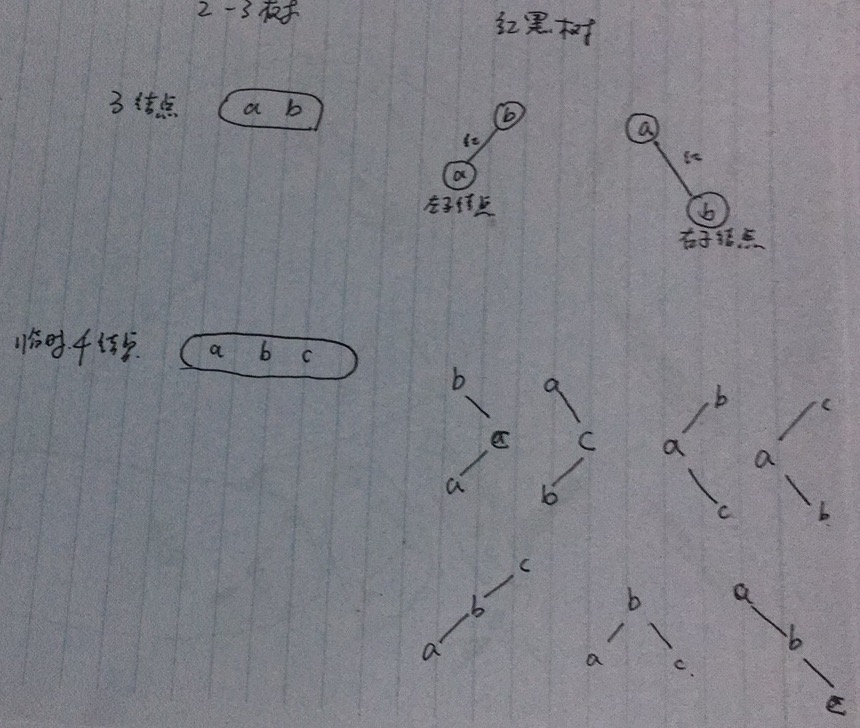 2-3树 红黑树
3结点 a b
b a
红 红
a b
左子结点 右子结点
临时4结点 a b c
b a b c
c c a a
a b c b
c b a
b a c b
a c